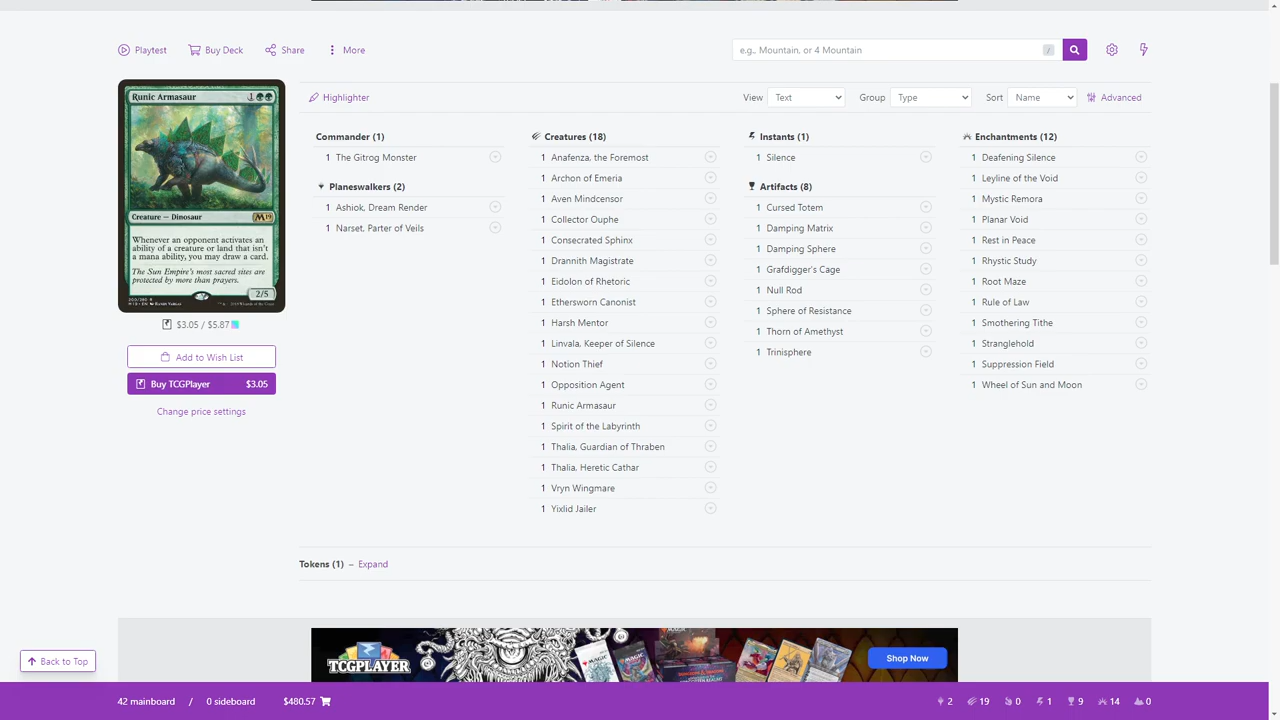 Playtest
Buy Deck
Share
More
e.g., Mountain, or 4 Mountain
/
Runic Armasaur 1
Creature — Dinosaur M19
Whenever an opponent activates an
ability of a creature or land that isn't
a mana ability, you may draw a card.
The Sun Empire's most sacred sites are
protected by more than prayers.
2/5
$3.05 / $5.87
Add to Wish List
Buy TCGPlayer $3.05
Change price settings
Highlighter
View Text
Group Type
Sort Name
Advanced
Commander (1)
1 The Gitrog Monster
Planeswalkers (2)
1 Ashiok, Dream Render
1 Narset, Parter of Veils
Creatures (18)
1 Anafenza, the Foremost
1 Archon of Emeria
1 Aven Mindcensor
1 Collector Ouphe
1 Consecrated Sphinx
1 Drannith Magistrate
1 Eidolon of Rhetoric
1 Ethersworn Canonist
1 Harsh Mentor
1 Linvala, Keeper of Silence
1 Notion Thief
1 Opposition Agent
1 Runic Armasaur
1 Spirit of the Labyrinth
1 Thalia, Guardian of Thraben
1 Thalia, Heretic Cathar
1 Vryn Wingmare
1 Yixlid Jailer
Instants (1)
1 Silence
Artifacts (8)
1 Cursed Totem
1 Damping Matrix
1 Damping Sphere
1 Grafdigger's Cage
1 Null Rod
1 Sphere of Resistance
1 Thorn of Amethyst
1 Trinisphere
Enchantments (12)
1 Deafening Silence
1 Leyline of the Void
1 Mystic Remora
1 Planar Void
1 Rest in Peace
1 Rhystic Study
1 Root Maze
1 Rule of Law
1 Smothering Tithe
1 Stranglehold
1 Suppression Field
1 Wheel of Sun and Moon
Tokens (1) – Expand
TCGPLAYER
Shop Now
Back to Top
42 mainboard / 0 sideboard $480.57
2 19 0 1 9 14 0